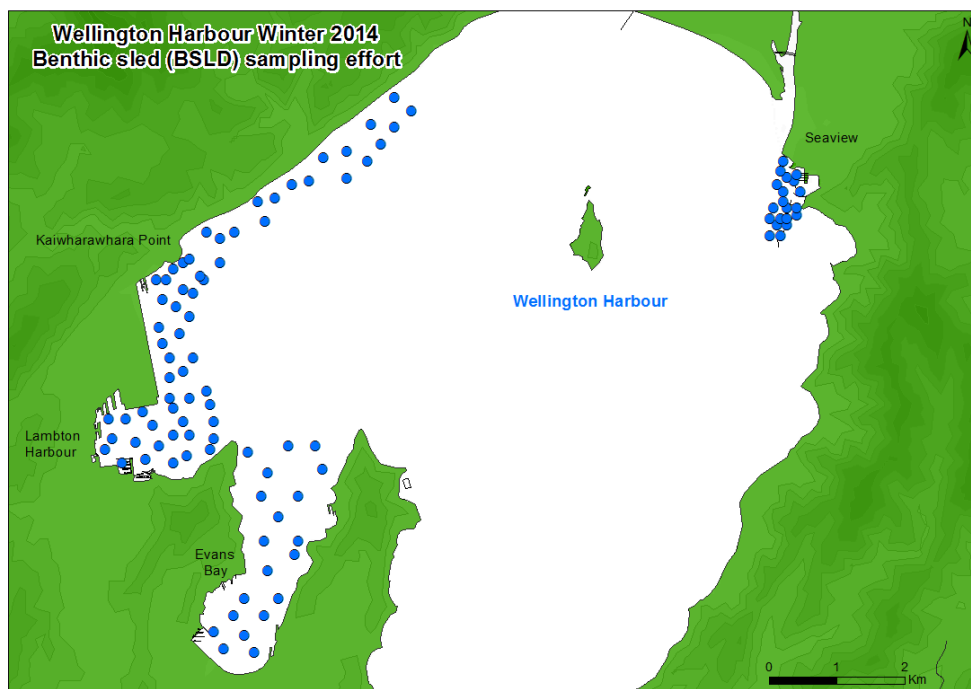 Wellington Harbour Winter 2014
Benthic sled (BSLD) sampling effort
N
Seaview
Kaiwharawhara Point
Wellington Harbour
Lambton
Harbour
Evans
Bay
0 1 2
Km